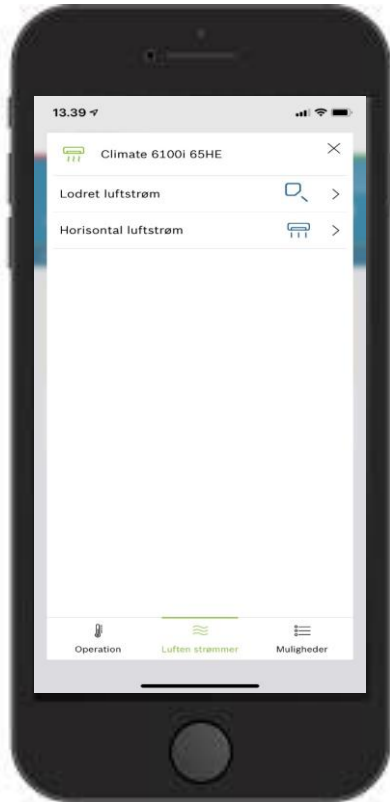 13.39
Climate 6100i 65HE
Lodret luftstrøm
Horisontal luftstrøm
Operation
Luften strømmer
Muligheder